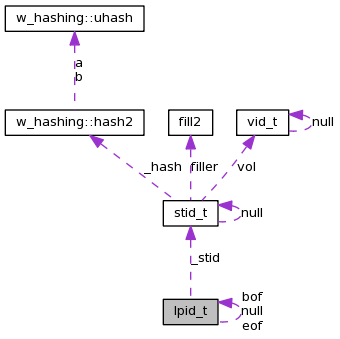 w_hashing::uhash
a
b
w_hashing::hash2
fill2
vid_t
null
_hash
filler
vol
stid_t
null
_stid
lpid_t
bof
null
eof